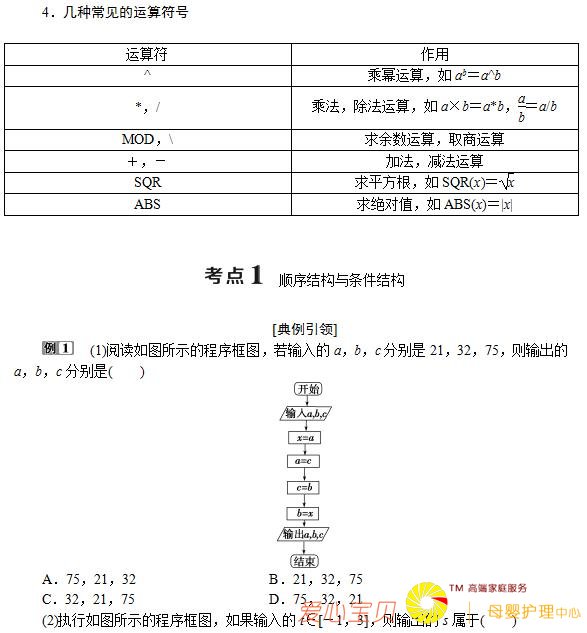 4．几种常见的运算符号
运算符 作用
^ 乘幂运算，如 aᵇ＝a^b
*，/ 乘法，除法运算，如 a×b＝a*b，a/b＝a/b
MOD，\ 求余数运算，取商运算
＋，－ 加法，减法运算
SQR 求平方根，如 SQR(x)＝√x
ABS 求绝对值，如 ABS(x)＝|x|
考点 1 顺序结构与条件结构
[典例引领]
例 1 (1)阅读如图所示的程序框图，若输入的 a，b，c 分别是 21，32，75，则输出的
a，b，c 分别是( )
开始
输入a,b,c
x=a
a=c
c=b
b=x
输出a,b,c
结束
A．75，21，32 B．21，32，75
C．32，21，75 D．75，32，21
TM 高端家庭服务
爱心宝贝 | 母婴护理中心
(2)执行如图所示的程序框图，如果输入的 t∈[－1，3]，则输出的 s 属于( )